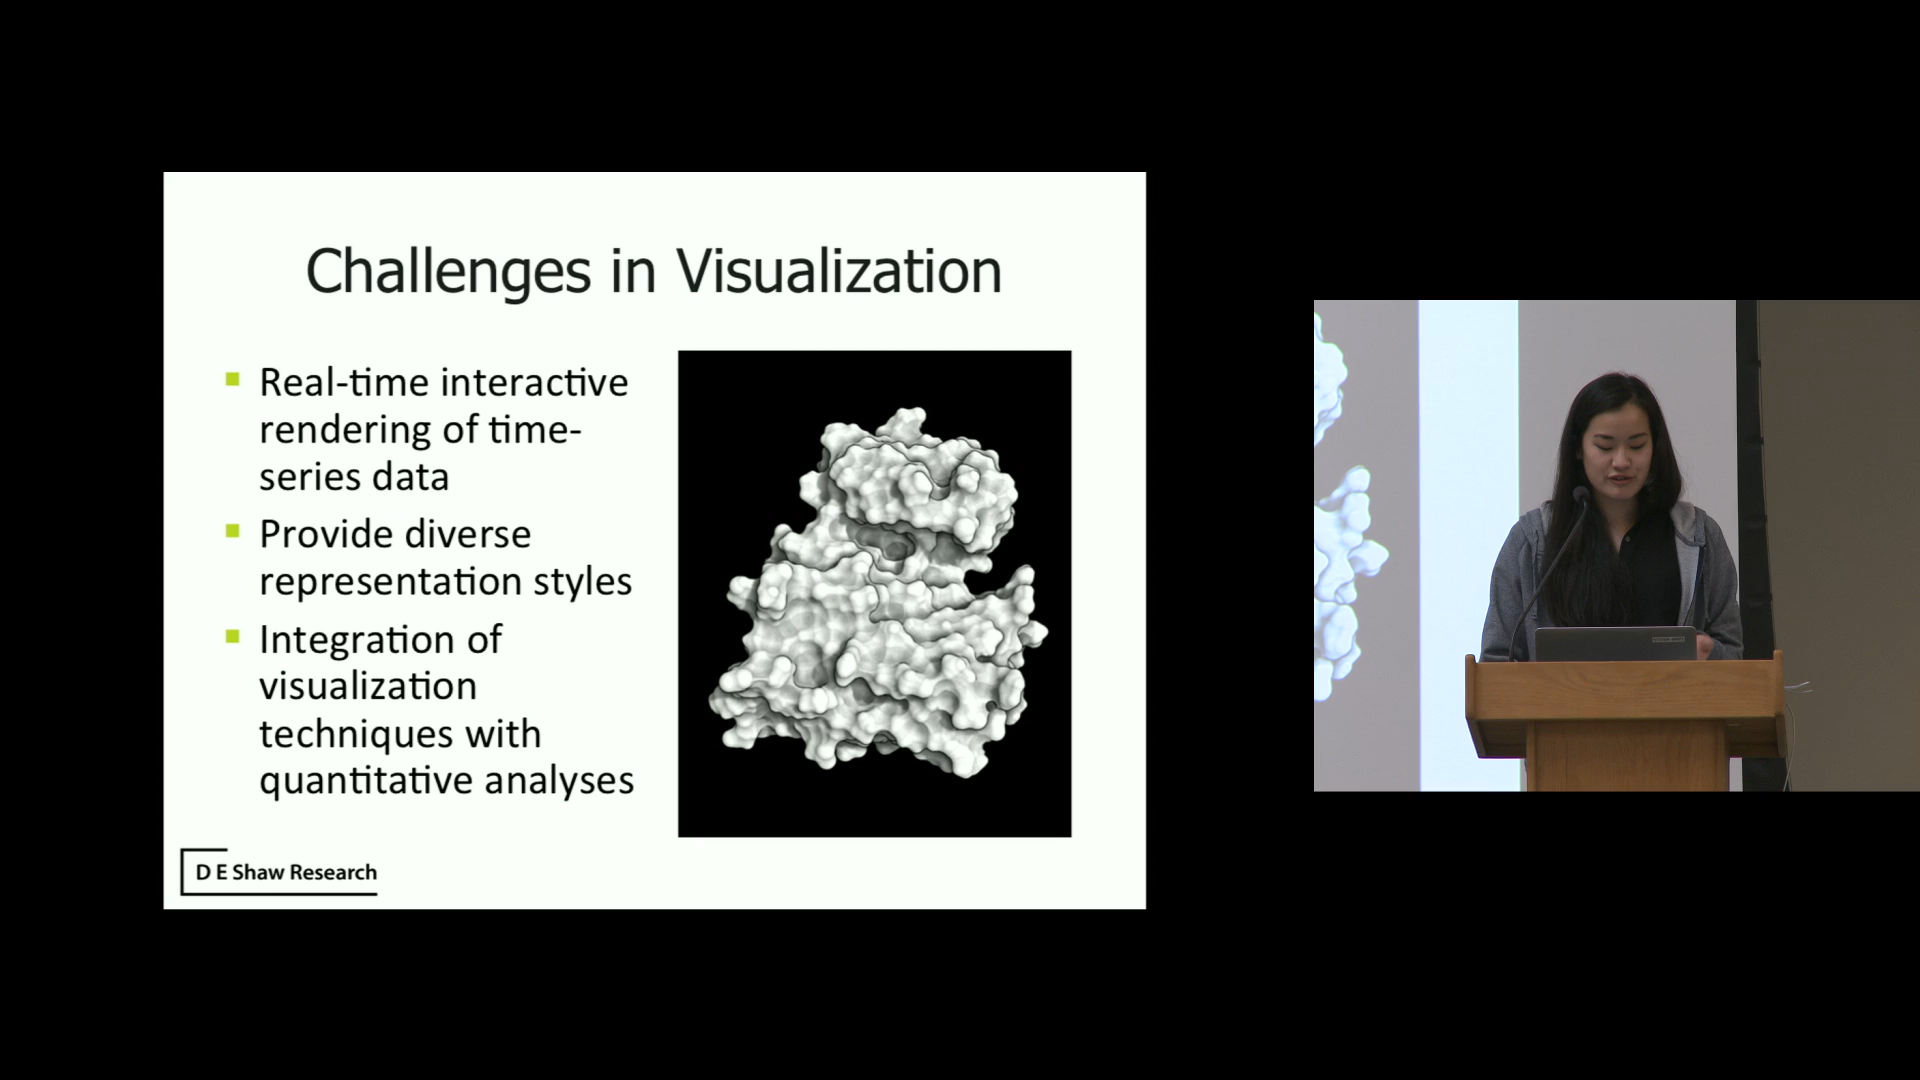 Challenges in Visualization
Real-time interactive
rendering of time-
series data
Provide diverse
representation styles
Integration of
visualization
techniques with
quantitative analyses
D E Shaw Research